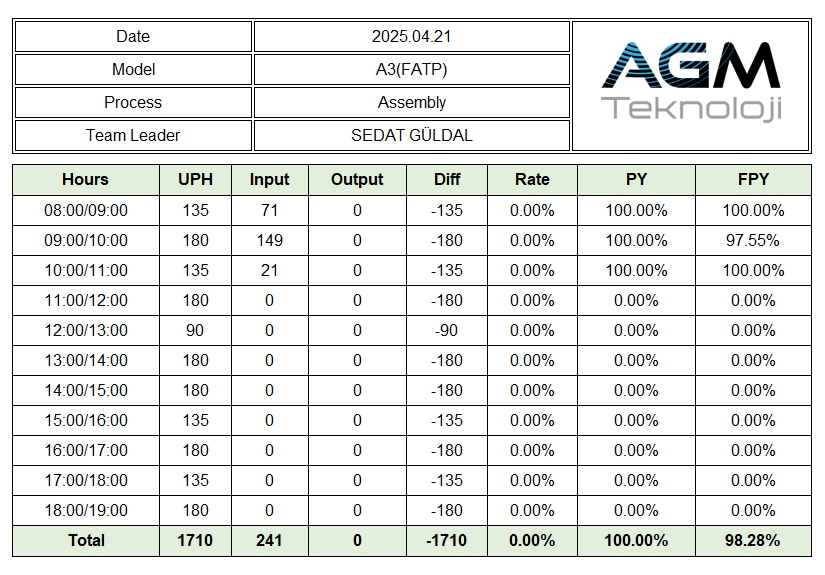 Date 2025.04.21
Model A3(FATP)
Process Assembly
Team Leader SEDAT GÜLDAL
AGM
Teknoloji
Hours UPH Input Output Diff Rate PY FPY
08:00/09:00 135 71 0 -135 0.00% 100.00% 100.00%
09:00/10:00 180 149 0 -180 0.00% 100.00% 97.55%
10:00/11:00 135 21 0 -135 0.00% 100.00% 100.00%
11:00/12:00 180 0 0 -180 0.00% 0.00% 0.00%
12:00/13:00 90 0 0 -90 0.00% 0.00% 0.00%
13:00/14:00 180 0 0 -180 0.00% 0.00% 0.00%
14:00/15:00 180 0 0 -180 0.00% 0.00% 0.00%
15:00/16:00 135 0 0 -135 0.00% 0.00% 0.00%
16:00/17:00 180 0 0 -180 0.00% 0.00% 0.00%
17:00/18:00 135 0 0 -135 0.00% 0.00% 0.00%
18:00/19:00 180 0 0 -180 0.00% 0.00% 0.00%
Total 1710 241 0 -1710 0.00% 100.00% 98.28%